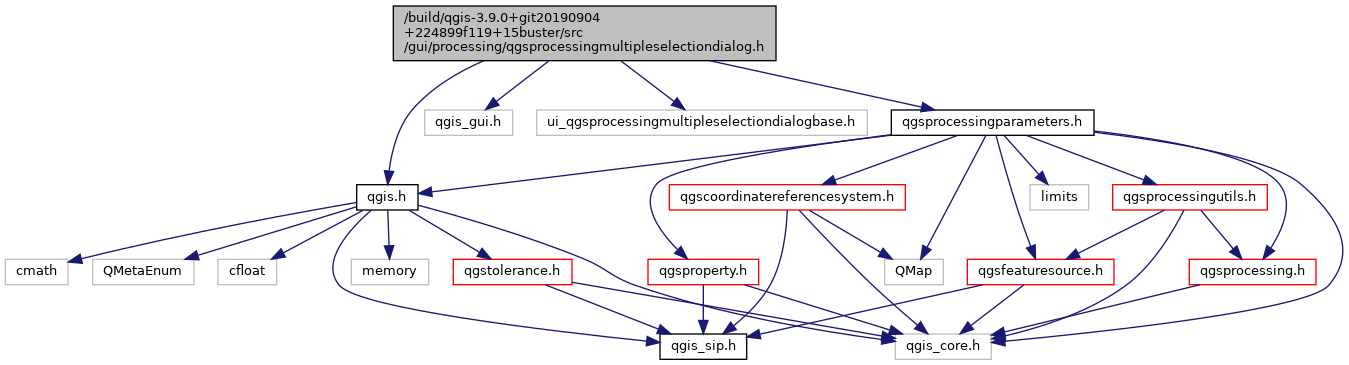 /build/qgis-3.9.0+git20190904
+224899f119+15buster/src
/gui/processing/qgsprocessingmultipleselectiondialog.h
qgis_gui.h
ui_qgsprocessingmultipleselectiondialogbase.h
qgsprocessingparameters.h
qgis.h
qgscoordinatereferencesystem.h
limits
qgsprocessingutils.h
cmath
QMetaEnum
cfloat
memory
qgstolerance.h
qgsproperty.h
QMap
qgsfeaturesource.h
qgsprocessing.h
qgis_sip.h
qgis_core.h